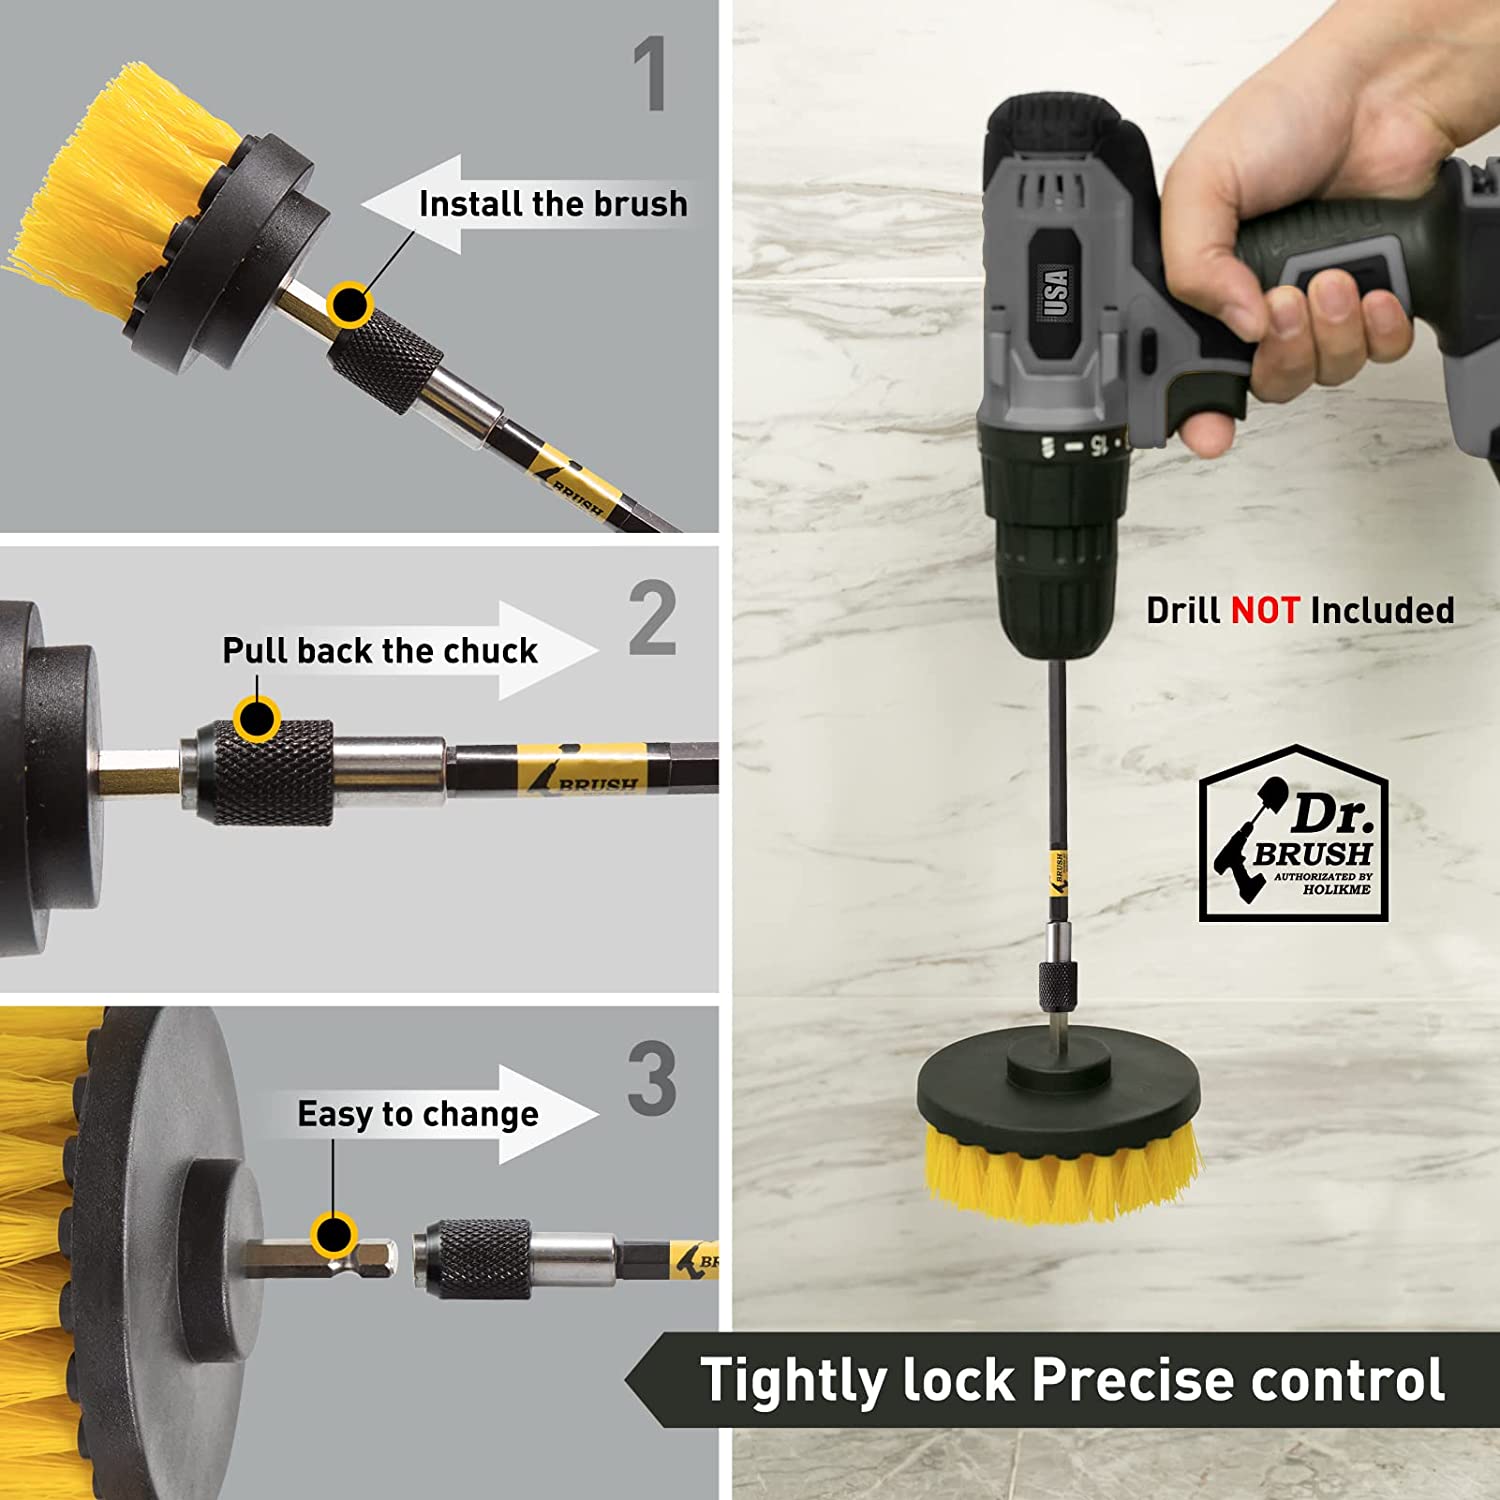 1
Install the brush
BRUSH
2
Pull back the chuck
BRUSH
3
Easy to change
BR
USA
15
Drill NOT Included
BRUSH
Dr.
BRUSH
AUTHORIZATED BY
HOLIKME
Tightly lock Precise control